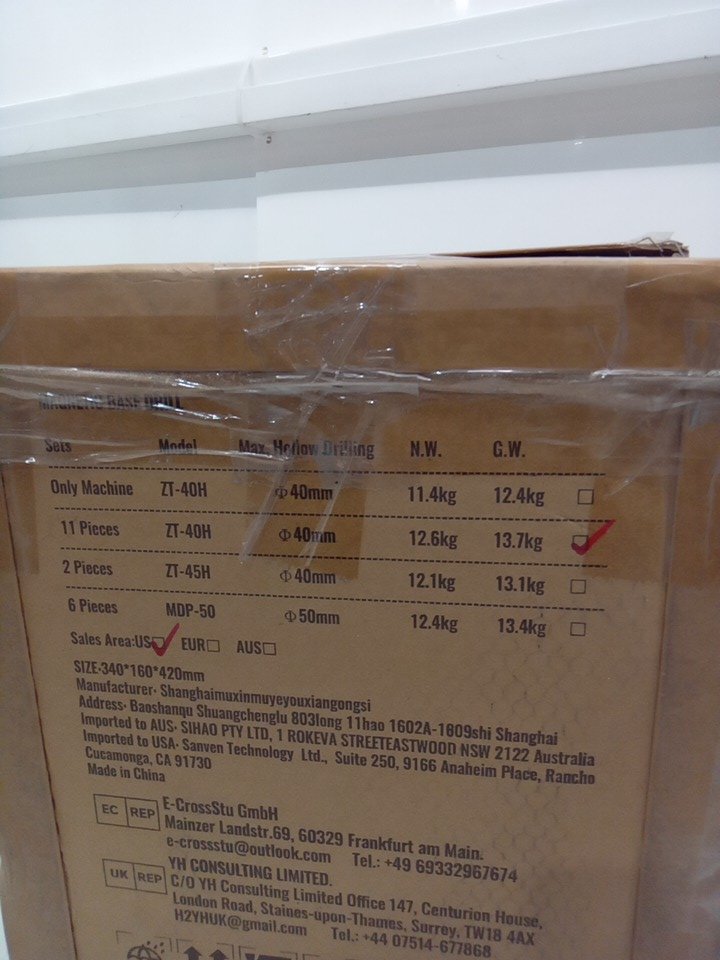 MAGNETIC BASE DRILL
Sets Model Max. Hollow Drilling N.W. G.W.
Only Machine ZT-40H Φ40mm 11.4kg 12.4kg □
11 Pieces ZT-40H Φ40mm 12.6kg 13.7kg □
2 Pieces ZT-45H Φ40mm 12.1kg 13.1kg □
6 Pieces MDP-50 Φ50mm 12.4kg 13.4kg □
Sales Area:US□ EUR□ AUS□
SIZE:340*160*420mm
Manufacturer: Shanghaimuxinmuyeyouxiangongsi
Address: Baoshanqu Shuangchenglu 803long 11hao 1602A-1609shi Shanghai
Imported to AUS: SIHAO PTY LTD, 1 ROKEVA STREETEASTWOOD NSW 2122 Australia
Imported to USA: Sanven Technology Ltd., Suite 250, 9166 Anaheim Place, Rancho
Cucamonga, CA 91730
Made in China
EC REP
E-CrossStu GmbH
Mainzer Landstr.69, 60329 Frankfurt am Main.
e-crossstu@outlook.com Tel.: +49 69332967674
UK REP
YH CONSULTING LIMITED.
C/O YH Consulting Limited Office 147, Centurion House,
London Road, Staines-upon-Thames, Surrey, TW18 4AX
H2YHUK@gmail.com Tel.: +44 07514-677868